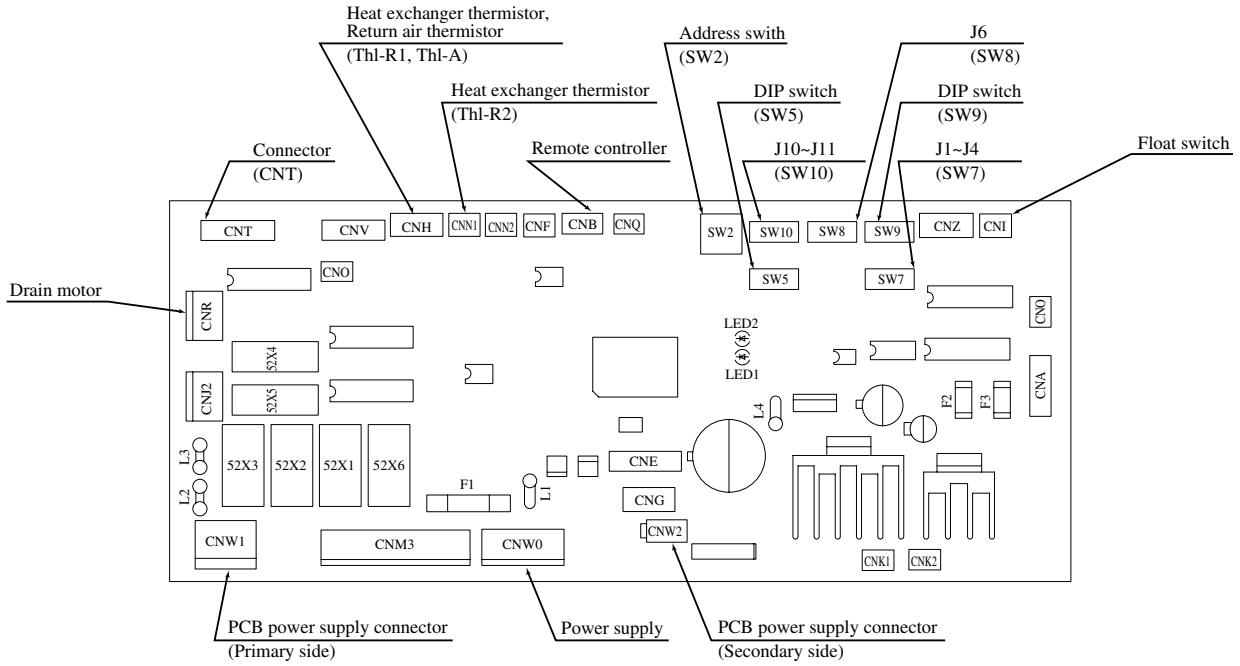 Heat exchanger thermistor,
Return air thermistor
(Thl-R1, Thl-A)
Address swith
(SW2)
J6
(SW8)
Heat exchanger thermistor
(Thl-R2)
DIP switch
(SW5)
DIP switch
(SW9)
Connector
(CNT)
Remote controller
J10~J11
(SW10)
J1~J4
(SW7)
Float switch
CNT
CNV
CNH
CNN1
CNN2
CNF
CNB
CNQ
SW2
SW10
SW8
SW9
CNZ
CNI
CNO
SW5
SW7
Drain motor
CNR
CNO
LED2
LED1
52X4
52X5
CNJ2
CNA
F2
F3
L4
L3
L2
52X3
52X2
52X1
52X6
F1
L1
CNE
CNG
CNW1
CNM3
CNW0
CNW2
CNK1
CNK2
PCB power supply connector
(Primary side)
Power supply
PCB power supply connector
(Secondary side)